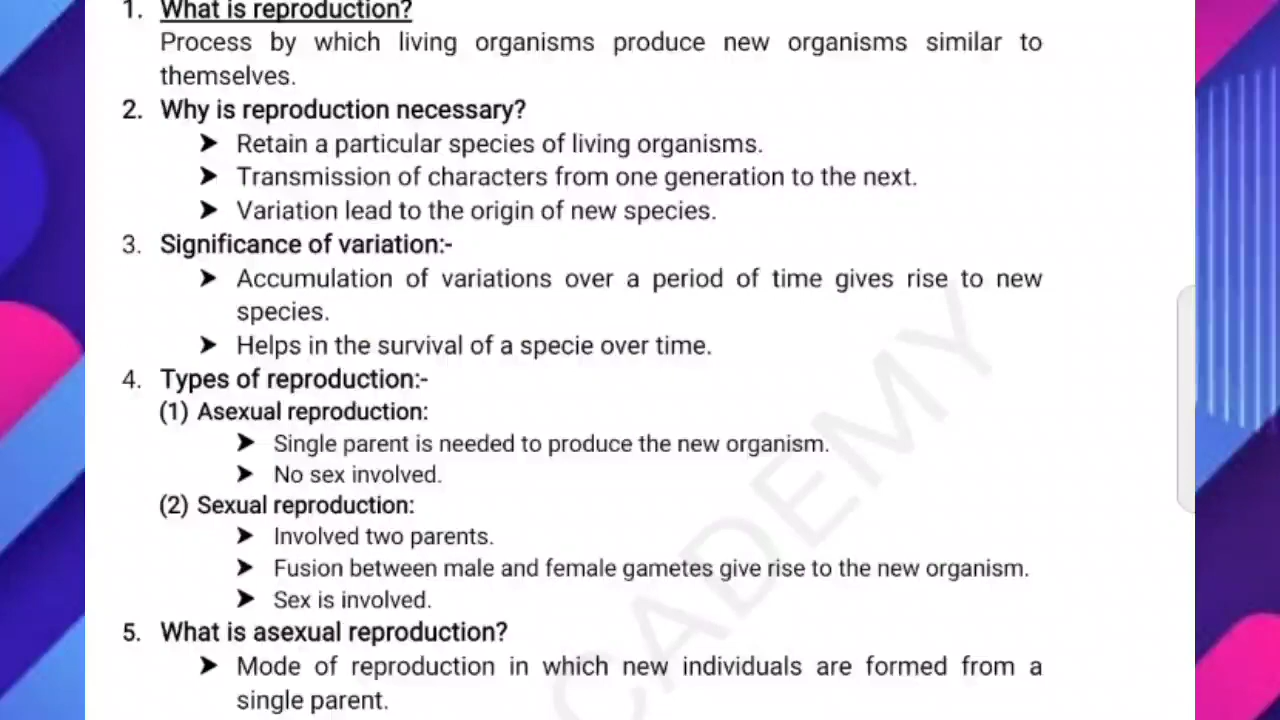 1. What is reproduction?
Process by which living organisms produce new organisms similar to
themselves.
2. Why is reproduction necessary?
➤ Retain a particular species of living organisms.
➤ Transmission of characters from one generation to the next.
➤ Variation lead to the origin of new species.
3. Significance of variation:-
➤ Accumulation of variations over a period of time gives rise to new
species.
➤ Helps in the survival of a specie over time.
4. Types of reproduction:-
(1) Asexual reproduction:
➤ Single parent is needed to produce the new organism.
➤ No sex involved.
(2) Sexual reproduction:
➤ Involved two parents.
➤ Fusion between male and female gametes give rise to the new organism.
➤ Sex is involved.
5. What is asexual reproduction?
➤ Mode of reproduction in which new individuals are formed from a
single parent.
CADEMY